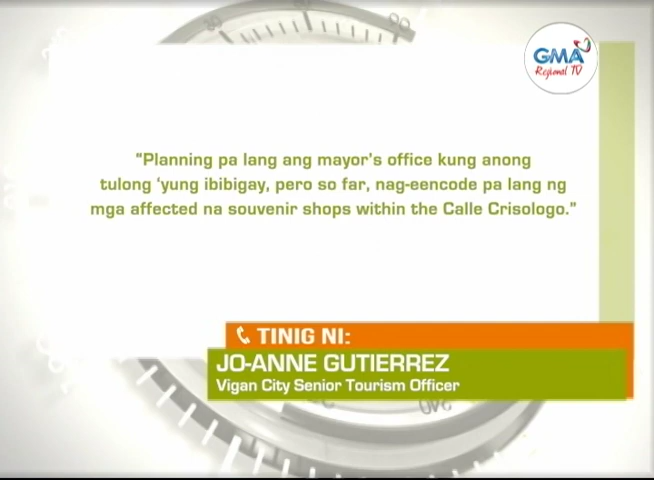 GMA
Regional TV
"Planning pa lang ang mayor's office kung anong
tulong 'yung ibibigay, pero so far, nag-eencode pa lang ng
mga affected na souvenir shops within the Calle Crisologo."
TINIG NI:
JO-ANNE GUTIERREZ
Vigan City Senior Tourism Officer